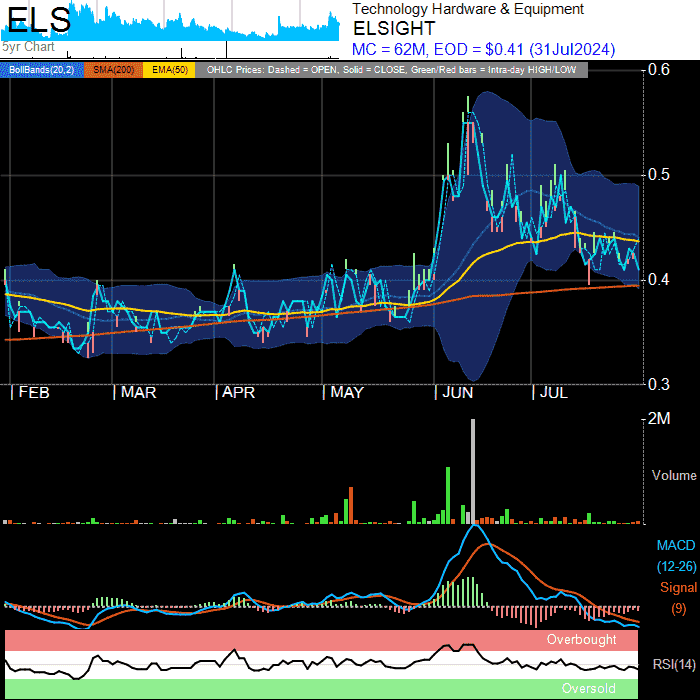 ELS
5yr Chart
Technology Hardware & Equipment
ELSIGHT
MC = 62M, EOD = $0.41 (31Jul2024)
BollBands(20,2) SMA(200) EMA(50) OHLC Prices: Dashed = OPEN, Solid = CLOSE, Green/Red bars = Intra-day HIGH/LOW
0.6
0.5
0.4
0.3
FEB MAR APR MAY JUN JUL
2M
Volume
MACD
(12-26)
Signal
(9)
Overbought
RSI(14)
Oversold